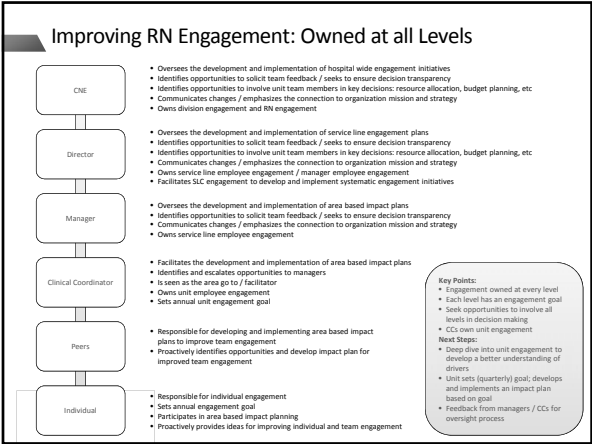 Improving RN Engagement: Owned at all Levels
CNE
• Oversees the development and implementation of hospital wide engagement initiatives
• Identifies opportunities to solicit team feedback / seeks to ensure decision transparency
• Identifies opportunities to involve unit team members in key decisions: resource allocation, budget planning, etc
• Communicates changes / emphasizes the connection to organization mission and strategy
• Owns division engagement and RN engagement
Director
• Oversees the development and implementation of service line engagement plans
• Identifies opportunities to solicit team feedback / seeks to ensure decision transparency
• Identifies opportunities to involve unit team members in key decisions: resource allocation, budget planning, etc
• Communicates changes / emphasizes the connection to organization mission and strategy
• Owns service line employee engagement / manager employee engagement
• Facilitates SLC engagement to develop and implement systematic engagement initiatives
Manager
• Oversees the development and implementation of area based impact plans
• Identifies opportunities to solicit team feedback / seeks to ensure decision transparency
• Communicates changes / emphasizes the connection to organization mission and strategy
• Owns service line employee engagement
Clinical Coordinator
• Facilitates the development and implementation of area based impact plans
• Identifies and escalates opportunities to managers
• Is seen as the area go to / facilitator
• Owns unit employee engagement
• Sets annual unit engagement goal
Peers
• Responsible for developing and implementing area based impact
plans to improve team engagement
• Proactively identifies opportunities and develop impact plan for
improved team engagement
Individual
• Responsible for individual engagement
• Sets annual engagement goal
• Participates in area based impact planning
• Proactively provides ideas for improving individual and team engagement
Key Points:
• Engagement owned at every level
• Each level has an engagement goal
• Seek opportunities to involve all
levels in decision making
• CCs own unit engagement
Next Steps:
• Deep dive into unit engagement to
develop a better understanding of
drivers
• Unit sets (quarterly) goal; develops
and implements an impact plan
based on goal
• Feedback from managers / CCs for
oversight process